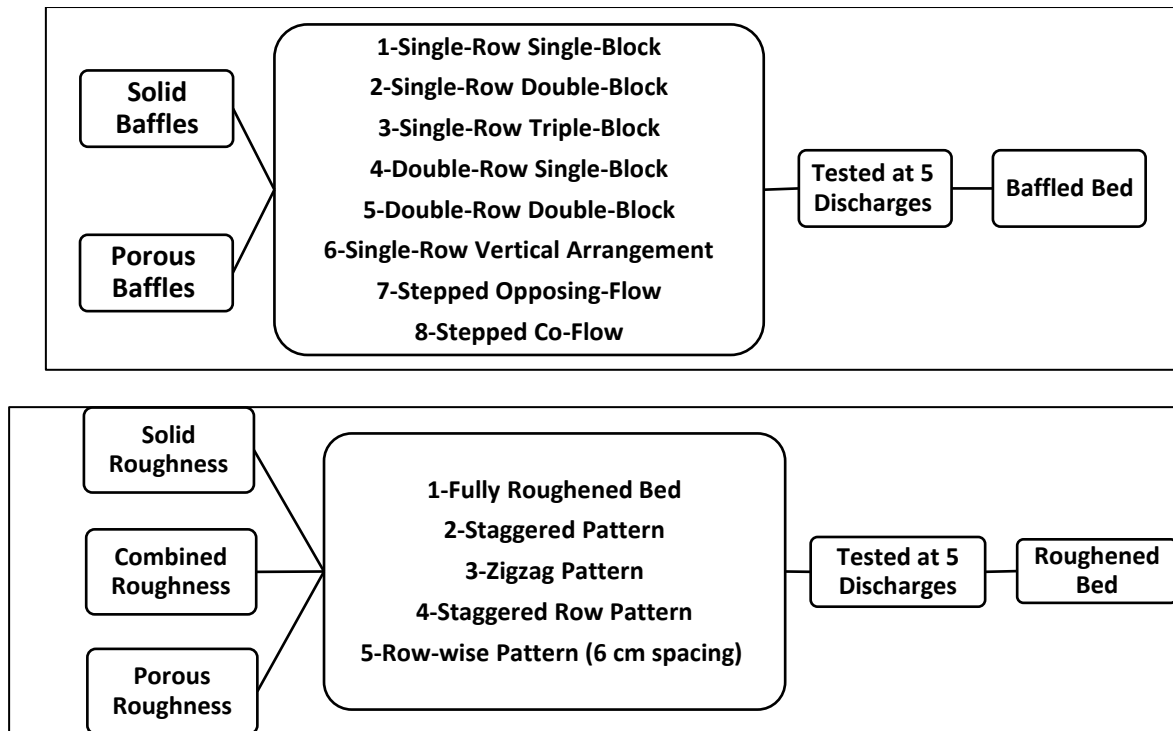 Solid
Baffles
Porous
Baffles
1-Single-Row Single-Block
2-Single-Row Double-Block
3-Single-Row Triple-Block
4-Double-Row Single-Block
5-Double-Row Double-Block
6-Single-Row Vertical Arrangement
7-Stepped Opposing-Flow
8-Stepped Co-Flow
Tested at 5
Discharges
Baffled Bed
Solid
Roughness
Combined
Roughness
Porous
Roughness
1-Fully Roughened Bed
2-Staggered Pattern
3-Zigzag Pattern
4-Staggered Row Pattern
5-Row-wise Pattern (6 cm spacing)
Tested at 5
Discharges
Roughened
Bed